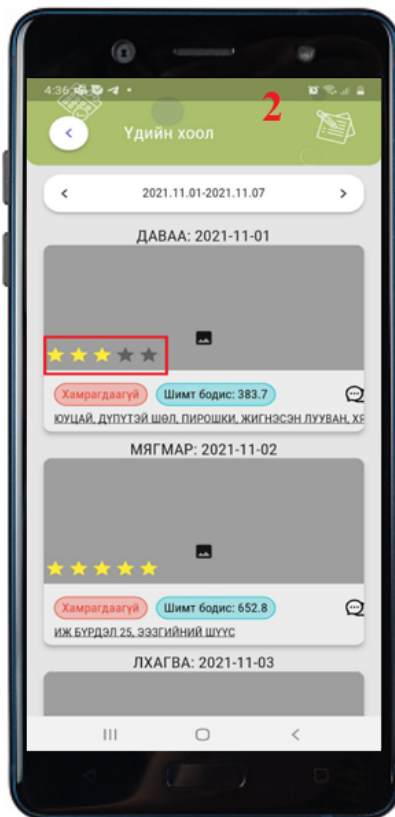 4:36
2
Үдийн хоол
2021.11.01-2021.11.07
ДАВАА: 2021-11-01
Хамрагдаагүй Шимт бодис: 383.7
ЮУЦАЙ, ДҮПҮТЭЙ ШӨЛ, ПИРОШКИ, ЖИГНЭСЭН ЛУУВАН, ХЯ
МЯГМАР: 2021-11-02
Хамрагдаагүй Шимт бодис: 652.8
ИЖ БҮРДЭЛ 25, ЭЭЗГИЙНИЙ ШҮҮС
ЛХАГВА: 2021-11-03